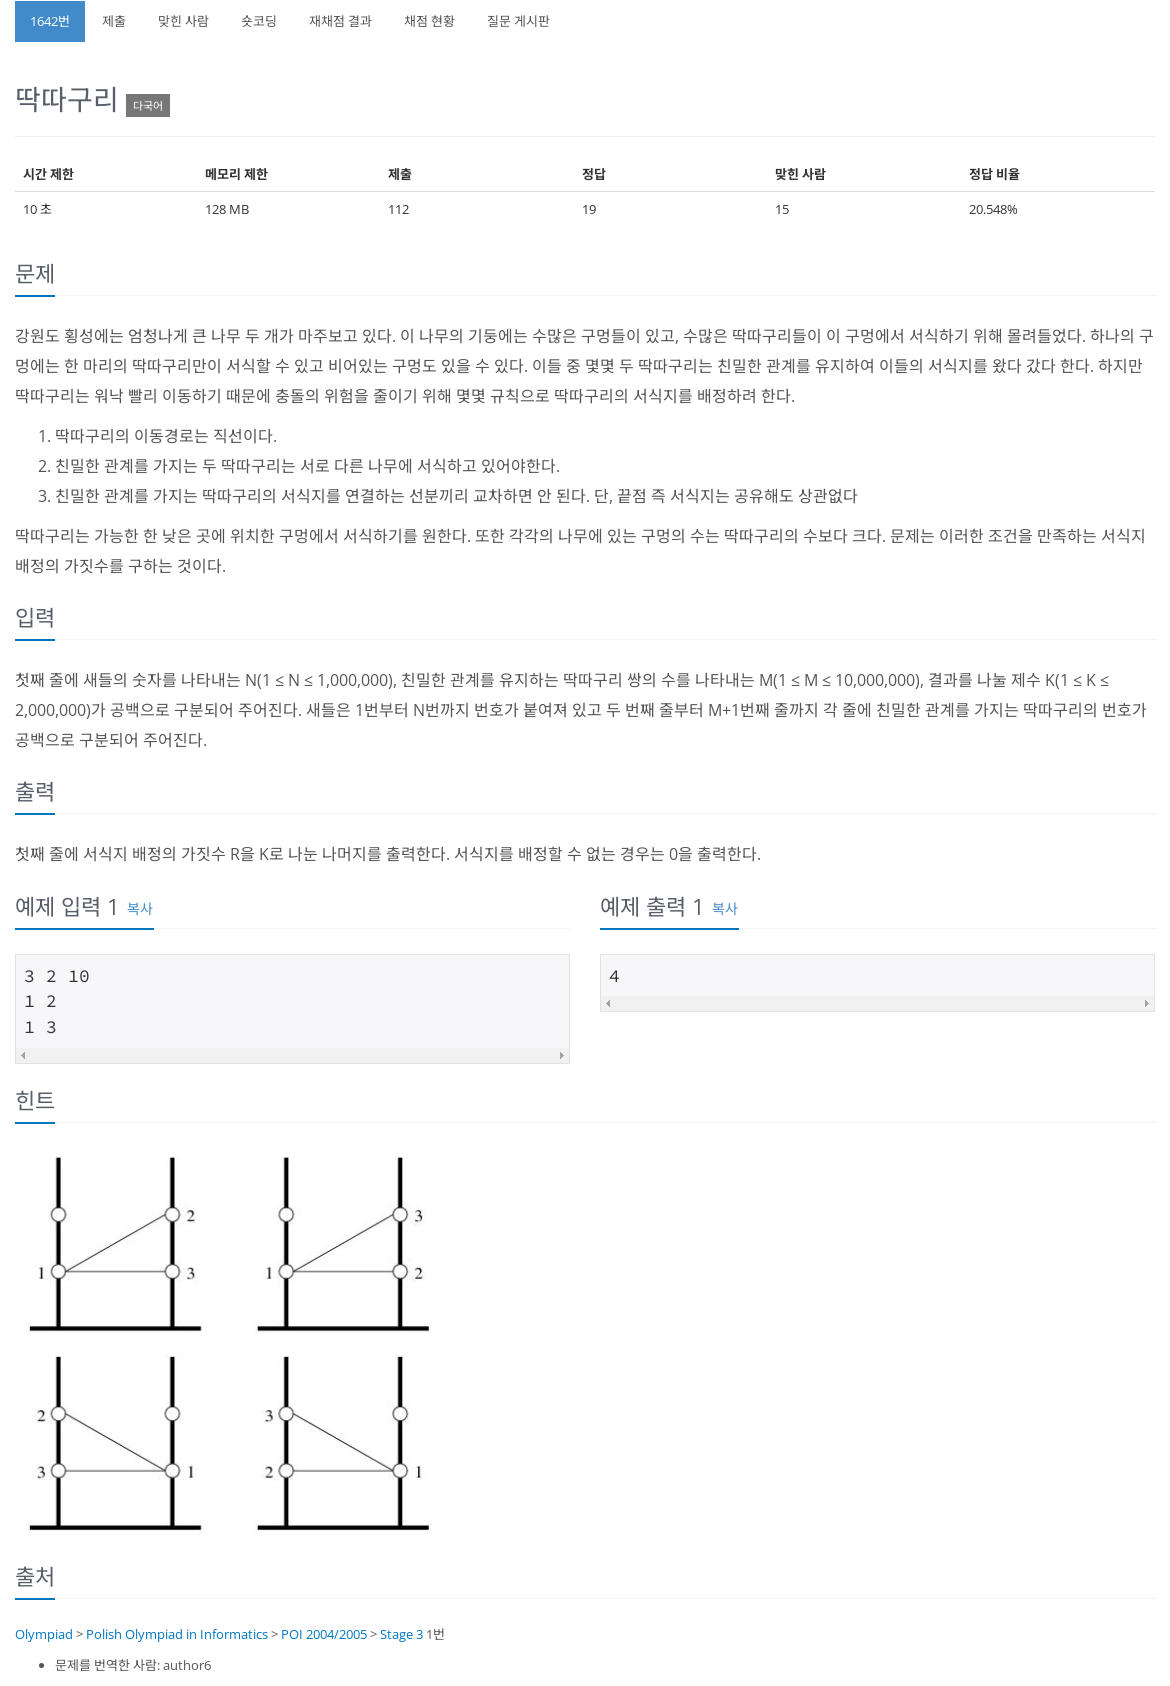 1642번 제출 맞힌 사람 숏코딩 재채점 결과 채점 현황 질문 게시판
딱따구리 다국어
시간 제한 메모리 제한 제출 정답 맞힌 사람 정답 비율
10 초 128 MB 112 19 15 20.548%
문제
강원도 횡성에는 엄청나게 큰 나무 두 개가 마주보고 있다. 이 나무의 기둥에는 수많은 구멍들이 있고, 수많은 딱따구리들이 이 구멍에서 서식하기 위해 몰려들었다. 하나의 구
멍에는 한 마리의 딱따구리만이 서식할 수 있고 비어있는 구멍도 있을 수 있다. 이들 중 몇몇 두 딱따구리는 친밀한 관계를 유지하여 이들의 서식지를 왔다 갔다 한다. 하지만
딱따구리는 워낙 빨리 이동하기 때문에 충돌의 위험을 줄이기 위해 몇몇 규칙으로 딱따구리의 서식지를 배정하려 한다.
1. 딱따구리의 이동경로는 직선이다.
2. 친밀한 관계를 가지는 두 딱따구리는 서로 다른 나무에 서식하고 있어야한다.
3. 친밀한 관계를 가지는 딱따구리의 서식지를 연결하는 선분끼리 교차하면 안 된다. 단, 끝점 즉 서식지는 공유해도 상관없다
딱따구리는 가능한 한 낮은 곳에 위치한 구멍에서 서식하기를 원한다. 또한 각각의 나무에 있는 구멍의 수는 딱따구리의 수보다 크다. 문제는 이러한 조건을 만족하는 서식지
배정의 가짓수를 구하는 것이다.
입력
첫째 줄에 새들의 숫자를 나타내는 N(1 ≤ N ≤ 1,000,000), 친밀한 관계를 유지하는 딱따구리 쌍의 수를 나타내는 M(1 ≤ M ≤ 10,000,000), 결과를 나눌 제수 K(1 ≤ K ≤
2,000,000)가 공백으로 구분되어 주어진다. 새들은 1번부터 N번까지 번호가 붙여져 있고 두 번째 줄부터 M+1번째 줄까지 각 줄에 친밀한 관계를 가지는 딱따구리의 번호가
공백으로 구분되어 주어진다.
출력
첫째 줄에 서식지 배정의 가짓수 R을 K로 나눈 나머지를 출력한다. 서식지를 배정할 수 없는 경우는 0을 출력한다.
예제 입력 1 복사
3 2 10
1 2
1 3
예제 출력 1 복사
4
힌트
2 3
1 3 1 2
2 3
3 1 2 1
출처
Olympiad > Polish Olympiad in Informatics > POI 2004/2005 > Stage 3 1번
문제를 번역한 사람: author6